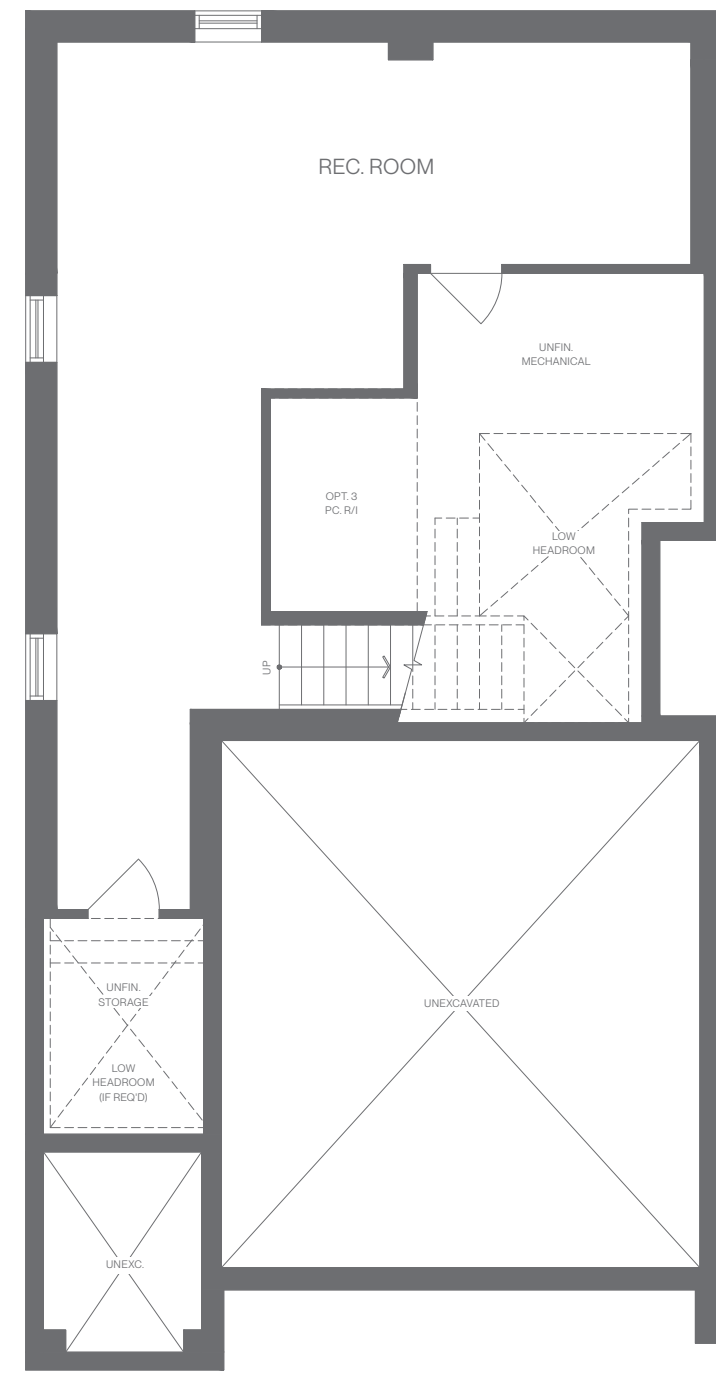 REC. ROOM
UNFIN.
MECHANICAL
OPT. 3
PC. R/I
LOW
HEADROOM
UP
UNFIN.
STORAGE
LOW
HEADROOM
(IF REQ'D)
UNEXCAVATED
UNEXC.